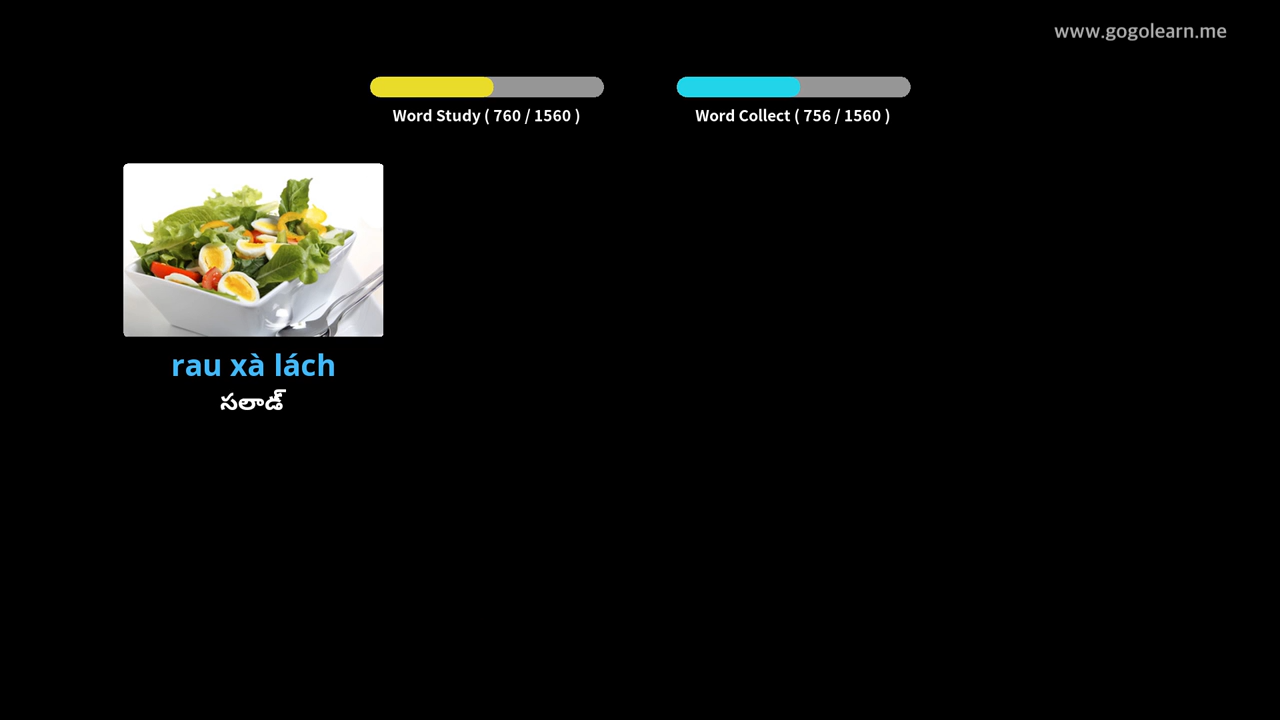 www.gogolearn.me
Word Study ( 760 / 1560 )
Word Collect ( 756 / 1560 )
rau xà lách
సలాడ్